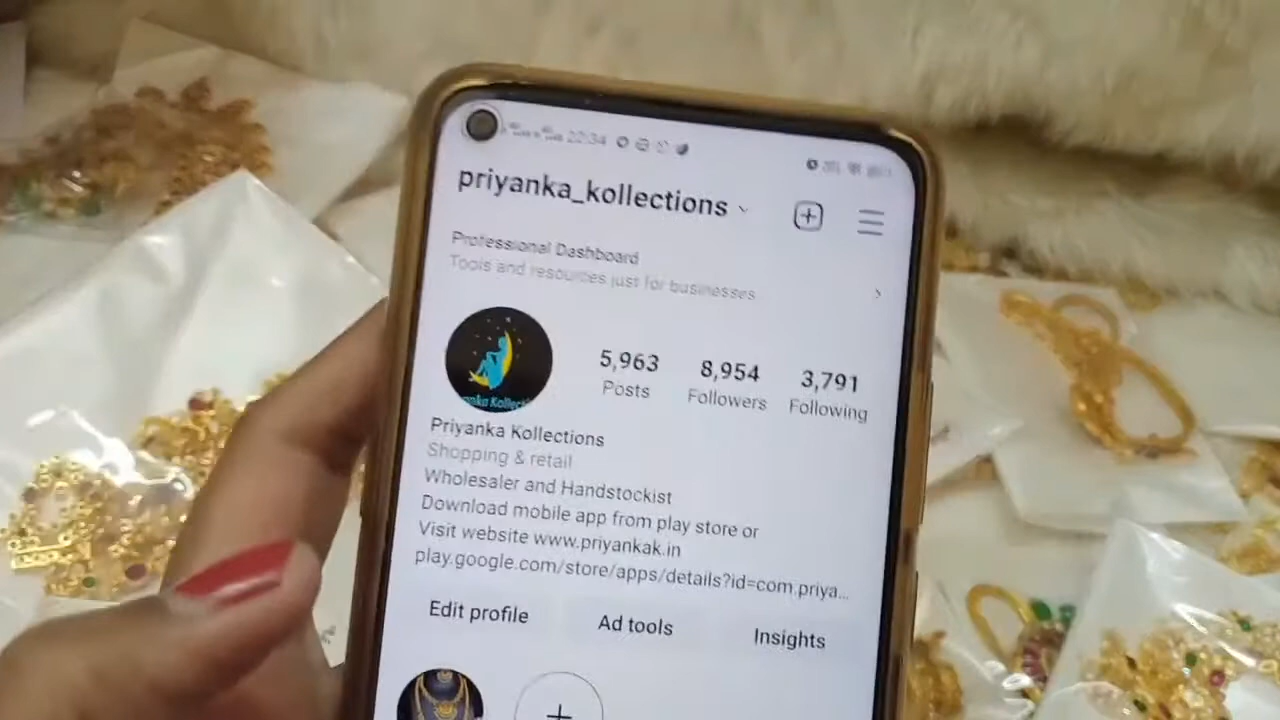 22:34
priyanka_kollections
Professional Dashboard
Tools and resources just for businesses
5,963 8,954 3,791
Posts Followers Following
Priyanka Kollections
Shopping & retail
Wholesaler and Handstockist
Download mobile app from play store or
Visit website www.priyankak.in
play.google.com/store/apps/details?id=com.priya...
Edit profile Ad tools Insights